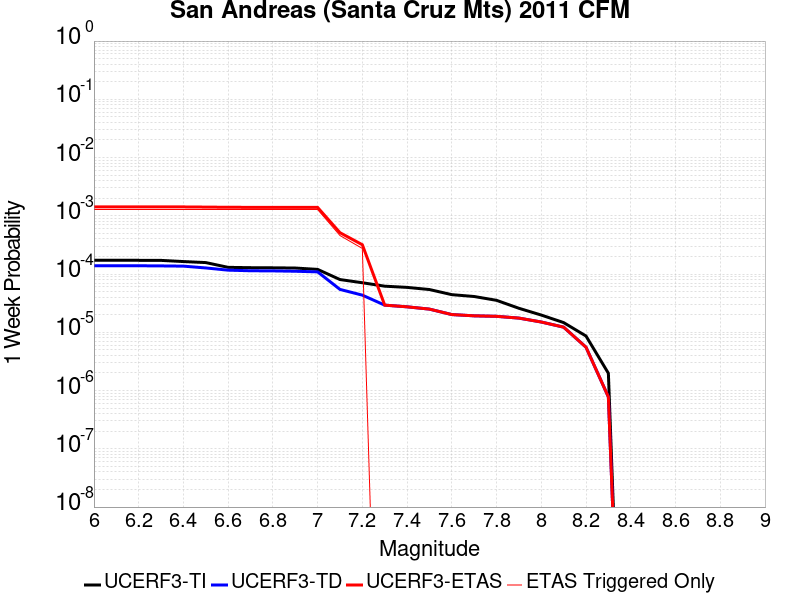 San Andreas (Santa Cruz Mts) 2011 CFM
10^0
10^-1
10^-2
10^-3
10^-4
10^-5
10^-6
10^-7
10^-8
1 Week Probability
6 6.2 6.4 6.6 6.8 7 7.2 7.4 7.6 7.8 8 8.2 8.4 8.6 8.8 9
Magnitude
UCERF3-TI UCERF3-TD UCERF3-ETAS ETAS Triggered Only